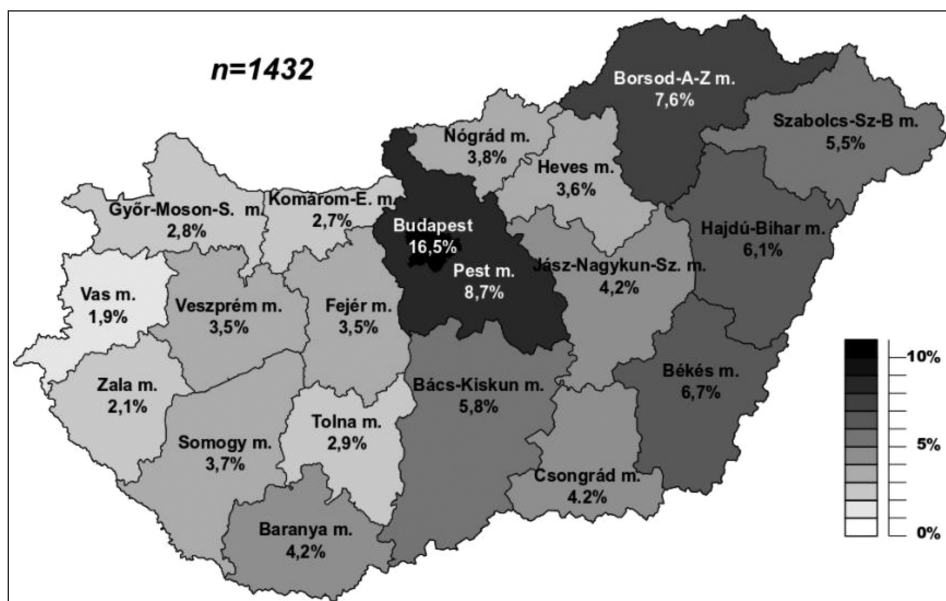 n=1432
Borsod-A-Z m.
7,6%
Szabolcs-Sz-B m.
5,5%
Nógrád m.
3,8%
Heves m.
3,6%
Győr-Moson-S. m.
2,8%
Komárom-E. m.
2,7%
Budapest
16,5%
Hajdú-Bihar m.
6,1%
Pest m.
8,7%
Jász-Nagykun-Sz. m.
4,2%
Vas m.
1,9%
Veszprém m.
3,5%
Fejér m.
3,5%
Zala m.
2,1%
Bács-Kiskun m.
5,8%
Békés m.
6,7%
Tolna m.
2,9%
Somogy m.
3,7%
Csongrád m.
4.2%
Baranya m.
4,2%
10%
5%
0%